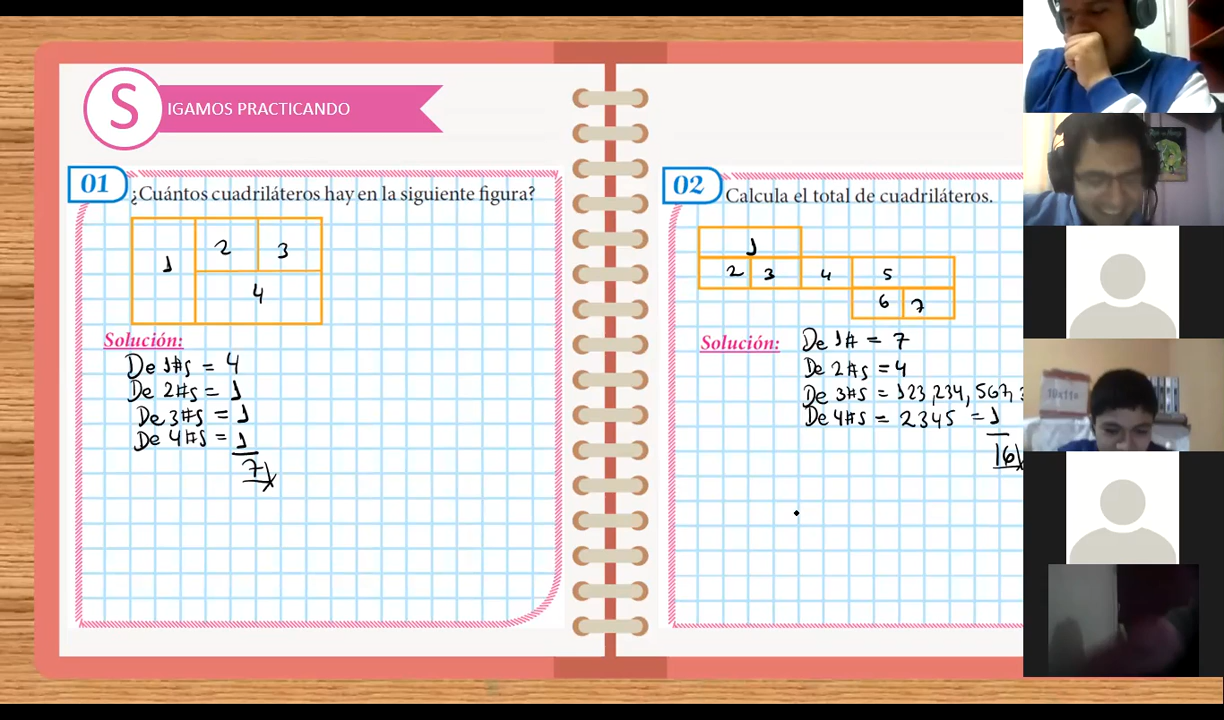 S IGAMOS PRACTICANDO
01 ¿Cuántos cuadriláteros hay en la siguiente figura?
1 2 3
4
Solución:
De 1#s = 4
De 2#s = 1
De 3#s = 1
De 4#s = 1
7
02 Calcula el total de cuadriláteros.
1
2 3 4 5
6 7
Solución: De 1# = 7
De 2#s = 4
De 3#s = 123, 234, 567,
De 4#s = 2345 = 1
16